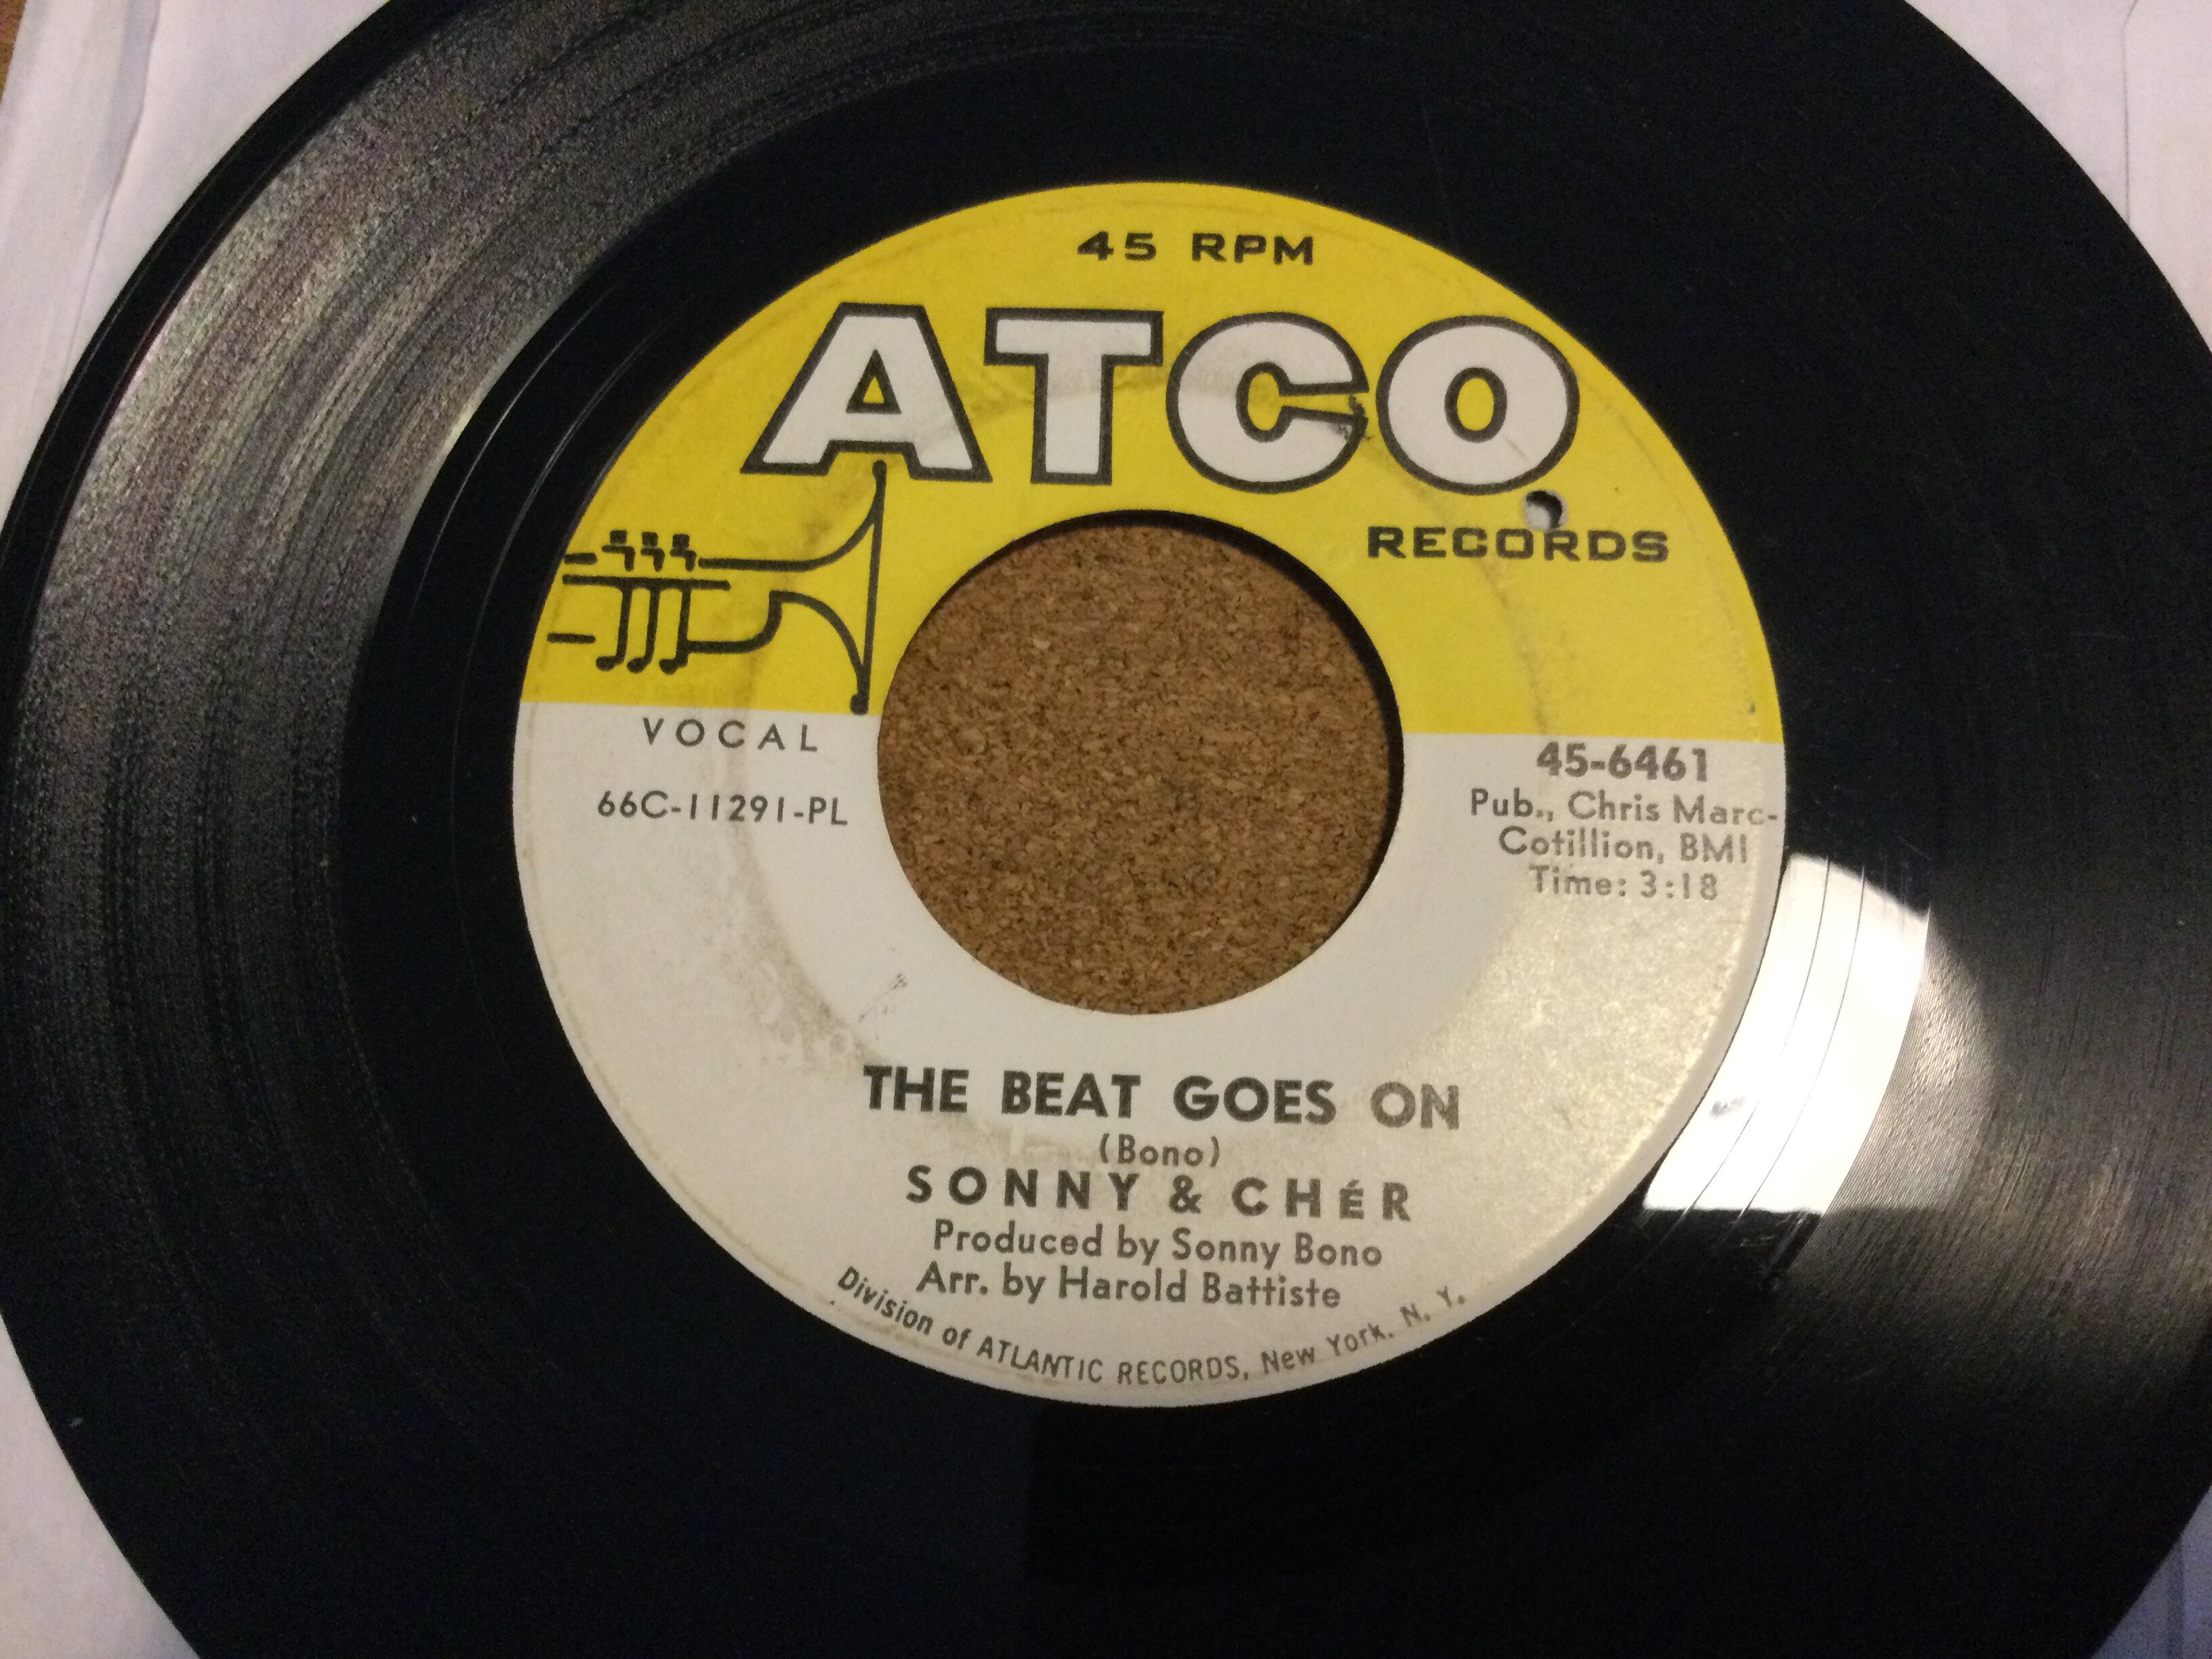 45 RPM
ATCO
RECORDS
VOCAL
66C-11291-PL
45-6461
Pub., Chris Marc-
Cotillion, BMI
Time: 3:18
THE BEAT GOES ON
(Bono)
SONNY & CHéR
Produced by Sonny Bono
Arr. by Harold Battiste
Division of ATLANTIC RECORDS, New York, N. Y.